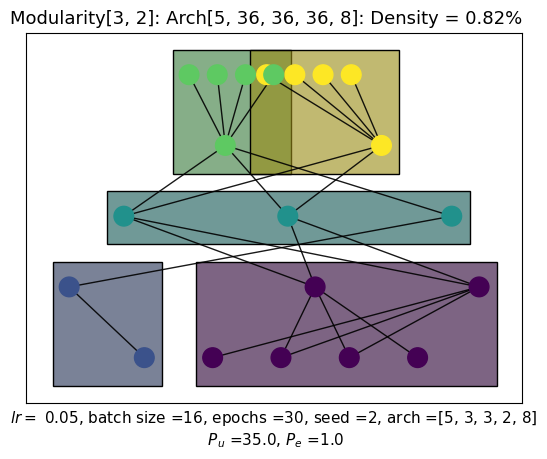 Modularity[3, 2]: Arch[5, 36, 36, 36, 8]: Density = 0.82%
lr = 0.05, batch size =16, epochs =30, seed =2, arch =[5, 3, 3, 2, 8]
P_u =35.0, P_e =1.0